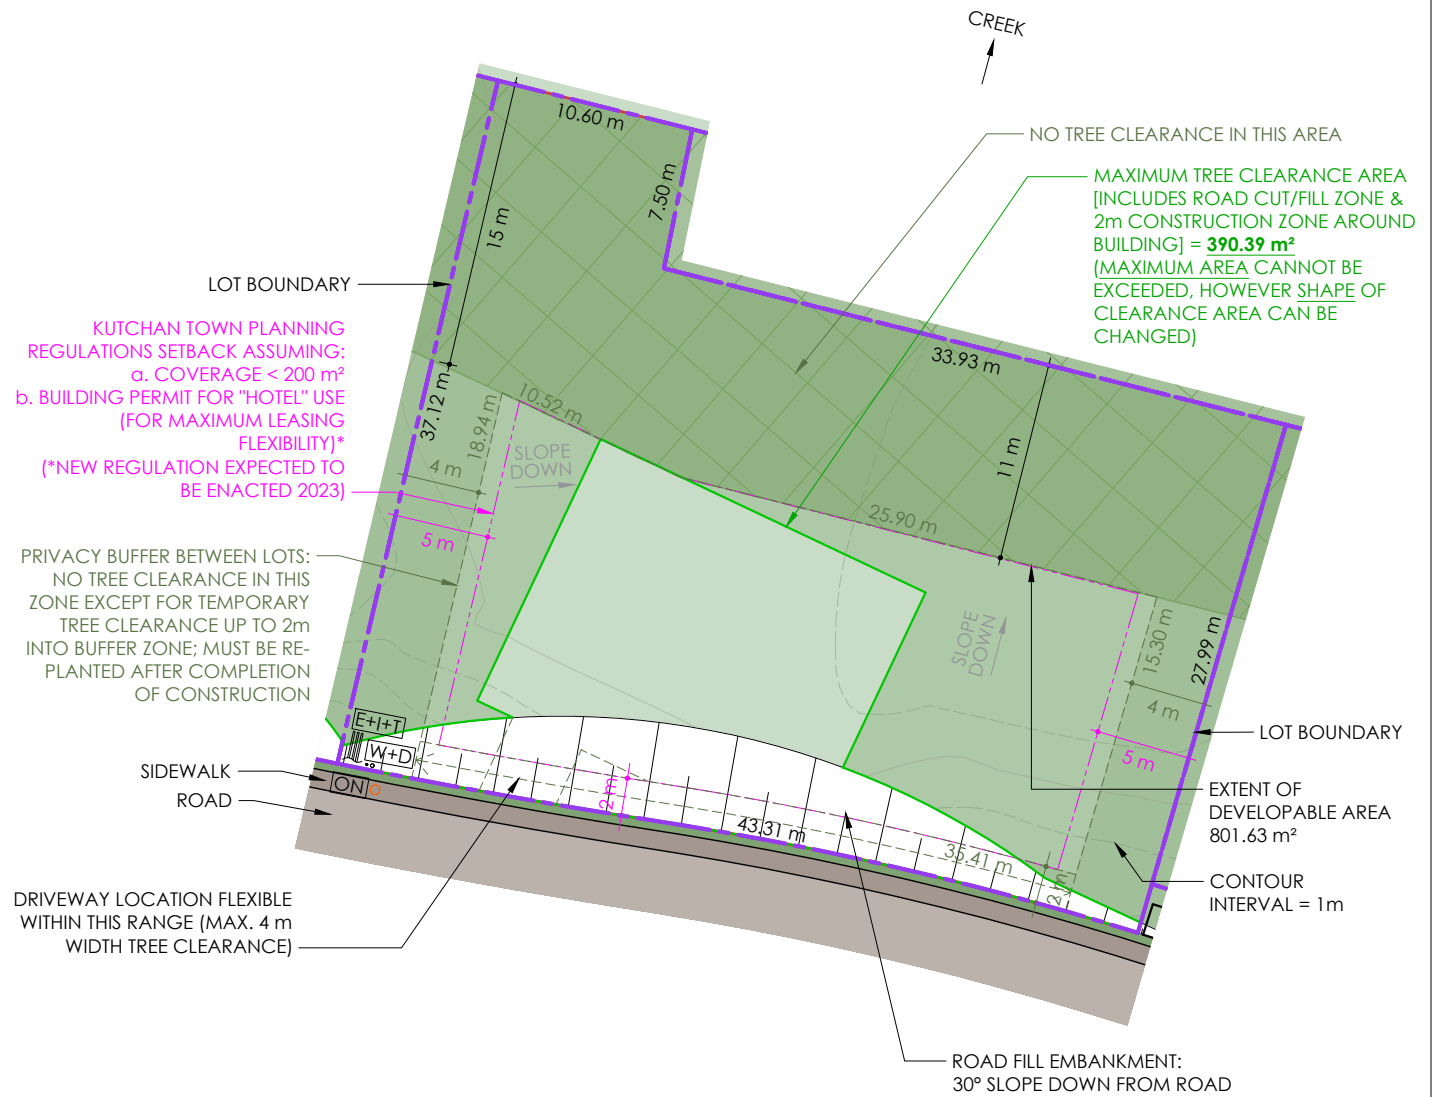 CREEK
10.60 m
NO TREE CLEARANCE IN THIS AREA
7.50 m
MAXIMUM TREE CLEARANCE AREA
[INCLUDES ROAD CUT/FILL ZONE &
2m CONSTRUCTION ZONE AROUND
BUILDING] = 390.39 m²
(MAXIMUM AREA CANNOT BE
EXCEEDED, HOWEVER SHAPE OF
CLEARANCE AREA CAN BE
CHANGED)
15 m
LOT BOUNDARY
KUTCHAN TOWN PLANNING
REGULATIONS SETBACK ASSUMING:
a. COVERAGE < 200 m²
b. BUILDING PERMIT FOR "HOTEL" USE
(FOR MAXIMUM LEASING
FLEXIBILITY)*
(*NEW REGULATION EXPECTED TO
BE ENACTED 2023)
33.93 m
37.12 m
18.94 m
10.52 m
4 m
SLOPE
DOWN
11 m
25.90 m
5 m
PRIVACY BUFFER BETWEEN LOTS:
NO TREE CLEARANCE IN THIS
ZONE EXCEPT FOR TEMPORARY
TREE CLEARANCE UP TO 2m
INTO BUFFER ZONE; MUST BE RE-
PLANTED AFTER COMPLETION
OF CONSTRUCTION
SLOPE
DOWN
15.30 m
27.99 m
4 m
E+I+T
W+D
ON
LOT BOUNDARY
5 m
SIDEWALK
ROAD
2 m
43.31 m
35.41 m
2 m
EXTENT OF
DEVELOPABLE AREA
801.63 m²
CONTOUR
INTERVAL = 1m
DRIVEWAY LOCATION FLEXIBLE
WITHIN THIS RANGE (MAX. 4 m
WIDTH TREE CLEARANCE)
ROAD FILL EMBANKMENT:
30° SLOPE DOWN FROM ROAD